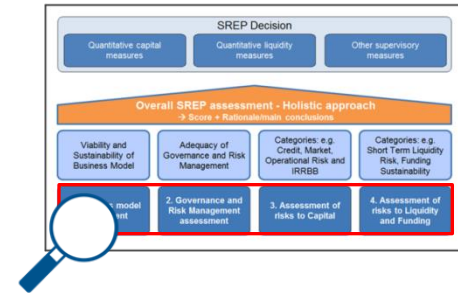 SREP Decision
Quantitative capital
measures
Quantitative liquidity
measures
Other supervisory
measures
Overall SREP assessment - Holistic approach
→ Score + Rationale/main conclusions
Viability and
Sustainability of
Business Model
Adequacy of
Governance and Risk
Management
Categories: e.g.
Credit, Market,
Operational Risk and
IRRBB
Categories: e.g.
Short Term Liquidity
Risk, Funding
Sustainability
model
2. Governance and
Risk Management
assessment
3. Assessment of
risks to Capital
4. Assessment of
risks to Liquidity
and Funding